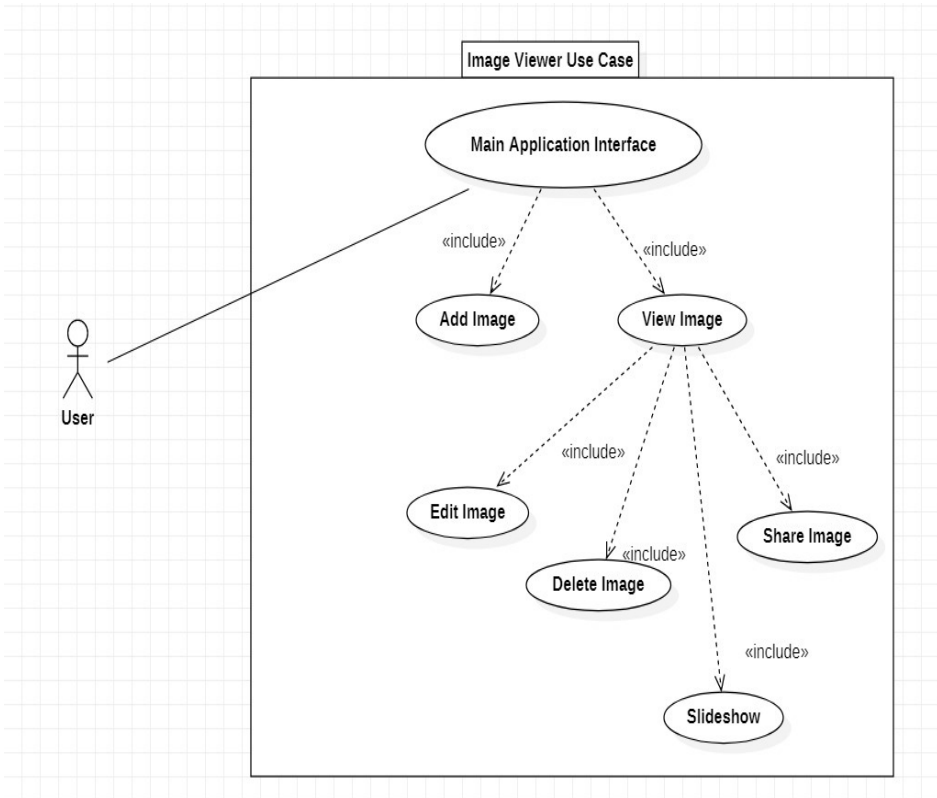 Image Viewer Use Case
Main Application Interface
«include»
«include»
Add Image
View Image
User
«include»
«include»
Edit Image
Share Image
«include»
Delete Image
«include»
Slideshow